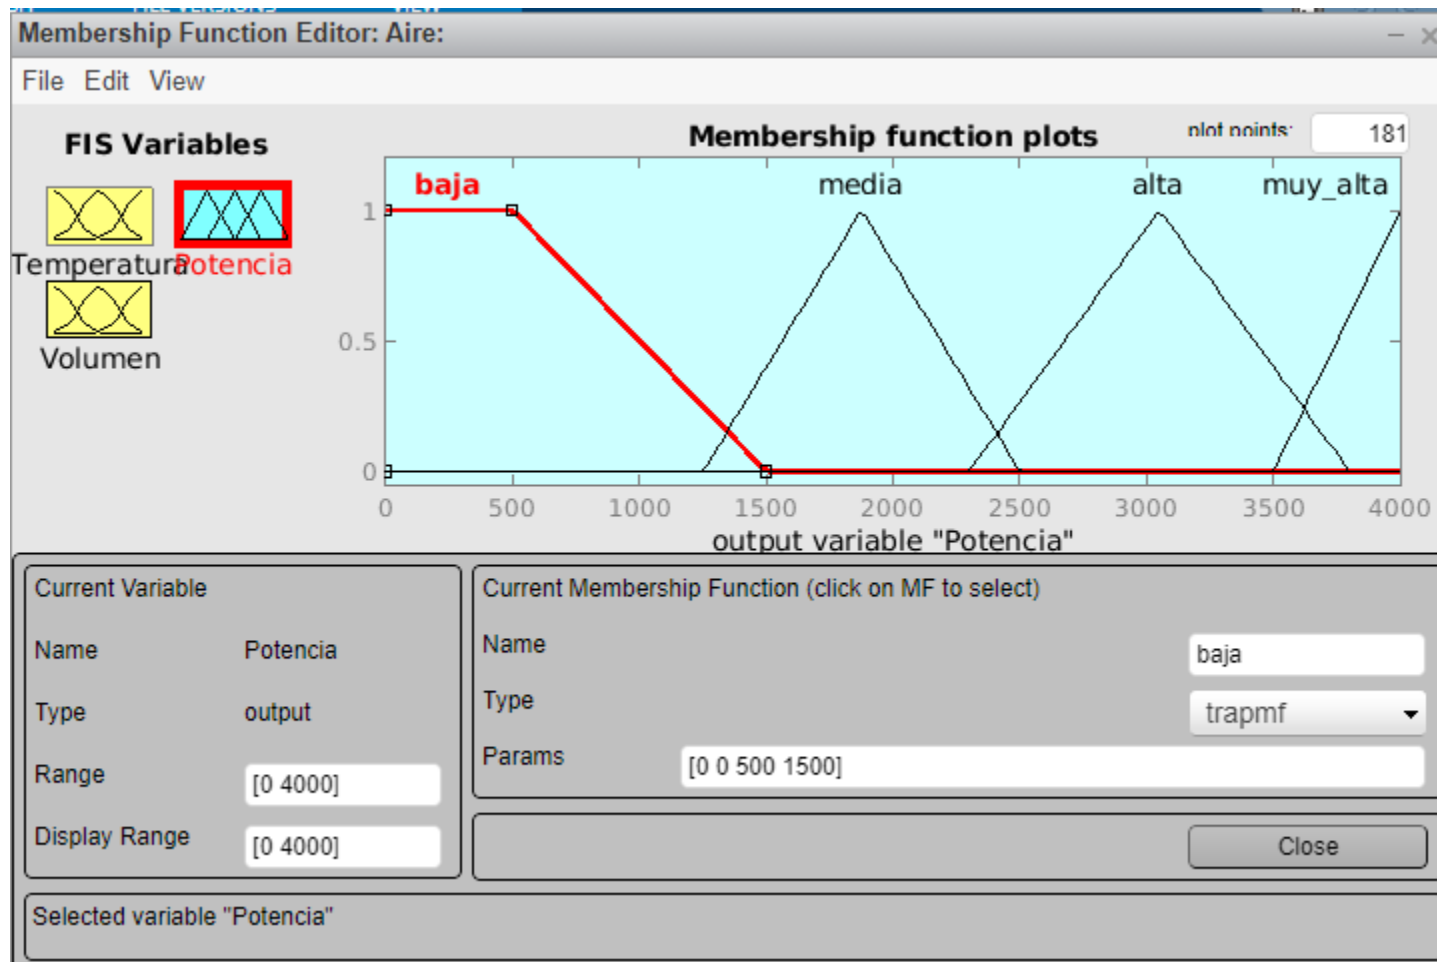 FILE VERSIONS VIEW
Membership Function Editor: Aire:
File Edit View
FIS Variables
Temperatura
Potencia
Volumen
Membership function plots
plot points:
181
baja
media
alta
muy_alta
1
0.5
0
0 500 1000 1500 2000 2500 3000 3500 4000
output variable "Potencia"
Current Variable
Name Potencia
Type output
Range [0 4000]
Display Range [0 4000]
Current Membership Function (click on MF to select)
Name baja
Type trapmf
Params [0 0 500 1500]
Close
Selected variable "Potencia"